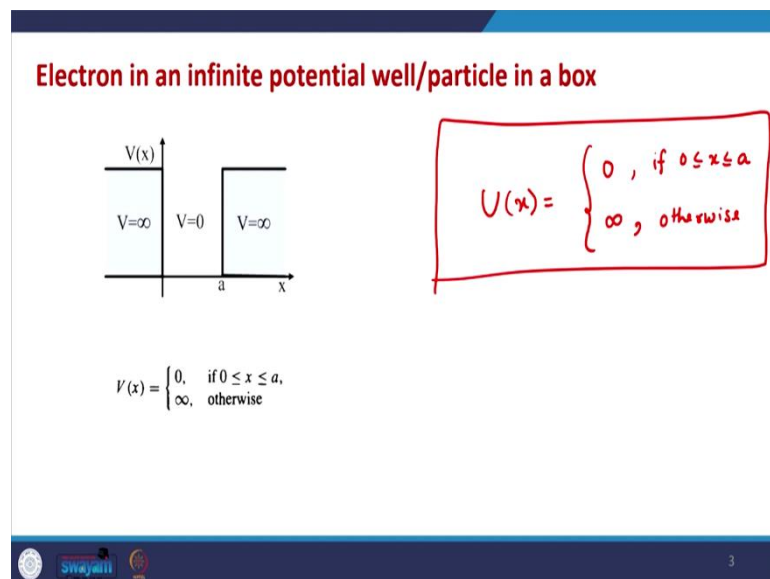 Electron in an infinite potential well/particle in a box
V(x)
V=∞ V=0 V=∞
a x
V(x) = { 0, if 0 ≤ x ≤ a,
∞, otherwise
U(x) = { 0 , if 0 ≤ x ≤ a
∞ , otherwise
swayam
3